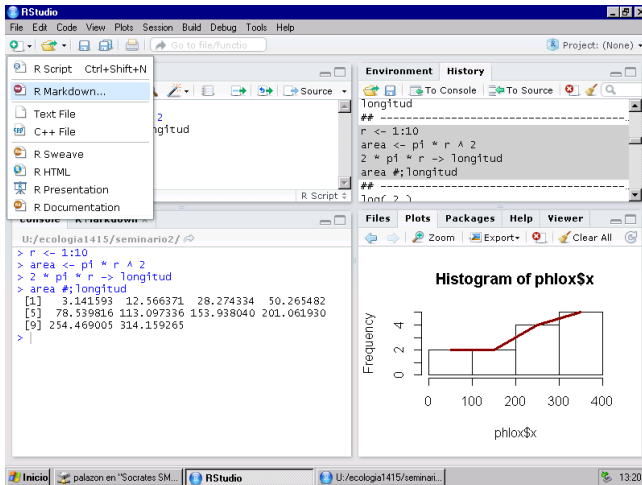 RStudio
File Edit Code View Plots Session Build Debug Tools Help
Go to file/functio
Project: (None)
R Script Ctrl+Shift+N
R Markdown...
Text File
C++ File
R Sweave
R HTML
R Presentation
R Documentation
Source
2
ngitud
R Script
Environment History
To Console To Source
longitud
## ----------------------------------------
r <- 1:10
area <- pi * r ^ 2
2 * pi * r -> longitud
area #;longitud
## ----------------------------------------
log( 2 )
Console R Markdown
U:/ecologia1415/seminario2/
> r <- 1:10
> area <- pi * r ^ 2
> 2 * pi * r -> longitud
> area #;longitud
[1] 3.141593 12.566371 28.274334 50.265482
[5] 78.539816 113.097336 153.938040 201.061930
[9] 254.469005 314.159265
>
Files Plots Packages Help Viewer
Zoom Export Clear All
Histogram of phlox$x
Frequency
4
2
0
0 100 200 300 400
phlox$x
Inicio palazon en "Socrates SM... RStudio U:/ecologia1415/seminari... 13:20